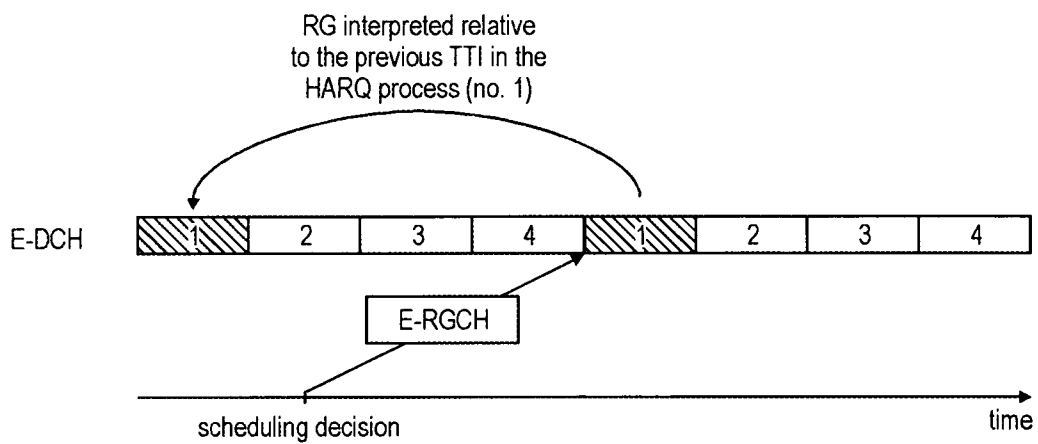 RG interpreted relative
to the previous TTI in the
HARQ process (no. 1)
E-DCH 1 2 3 4 1 2 3 4
E-RGCH
scheduling decision
time